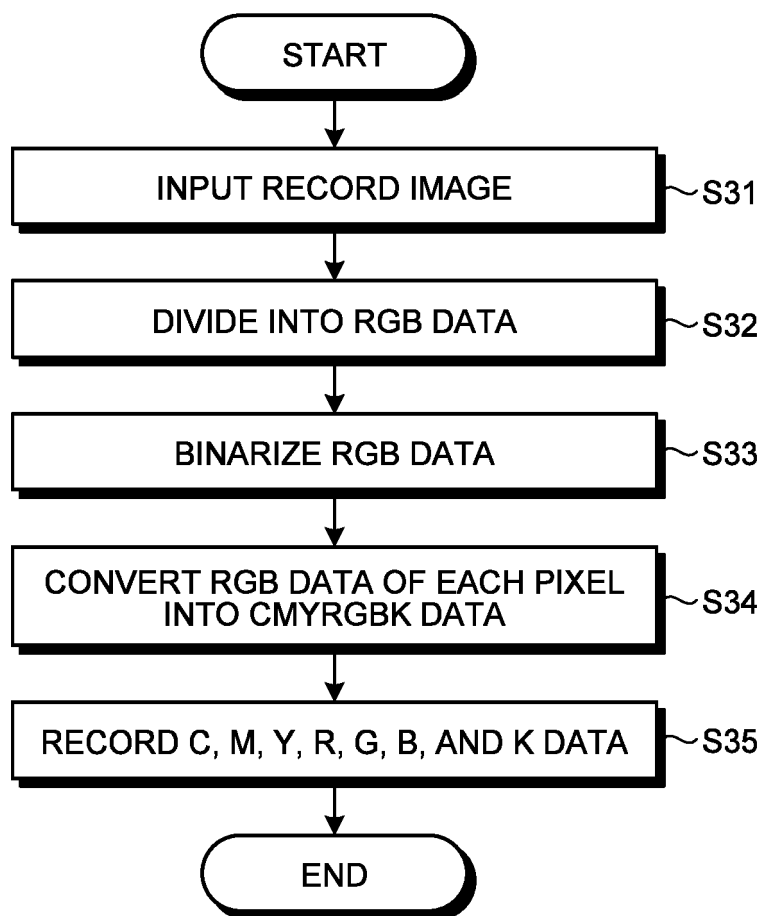 START
INPUT RECORD IMAGE
S31
DIVIDE INTO RGB DATA
S32
BINARIZE RGB DATA
S33
CONVERT RGB DATA OF EACH PIXEL
INTO CMYRGBK DATA
S34
RECORD C, M, Y, R, G, B, AND K DATA
S35
END